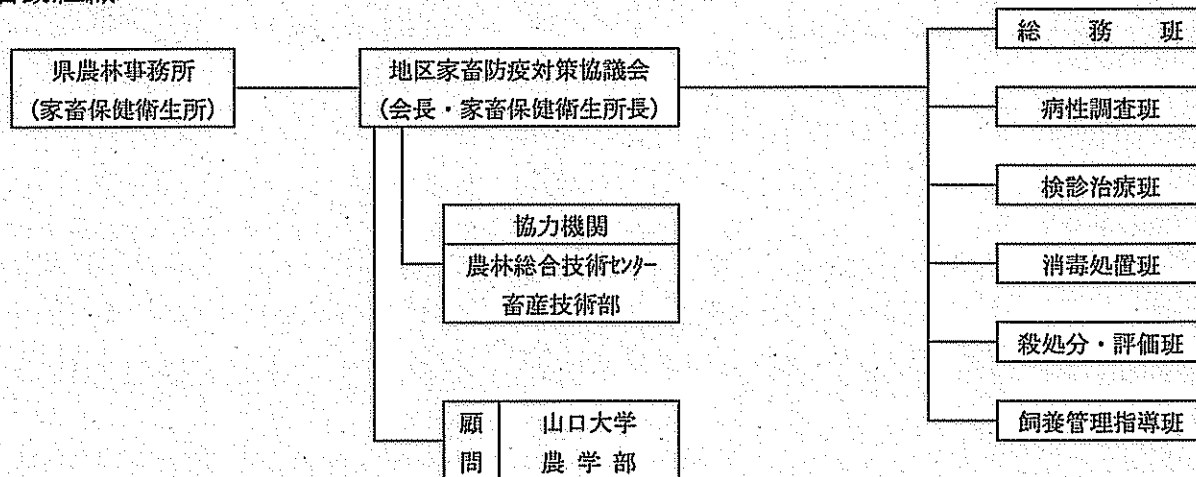 総務班
県農林事務所
(家畜保健衛生所)
地区家畜防疫対策協議会
(会長・家畜保健衛生所長)
病性調査班
検診治療班
協力機関
農林総合技術センター
畜産技術部
消毒処置班
殺処分・評価班
飼養管理指導班
顧問
山口大学
農学部